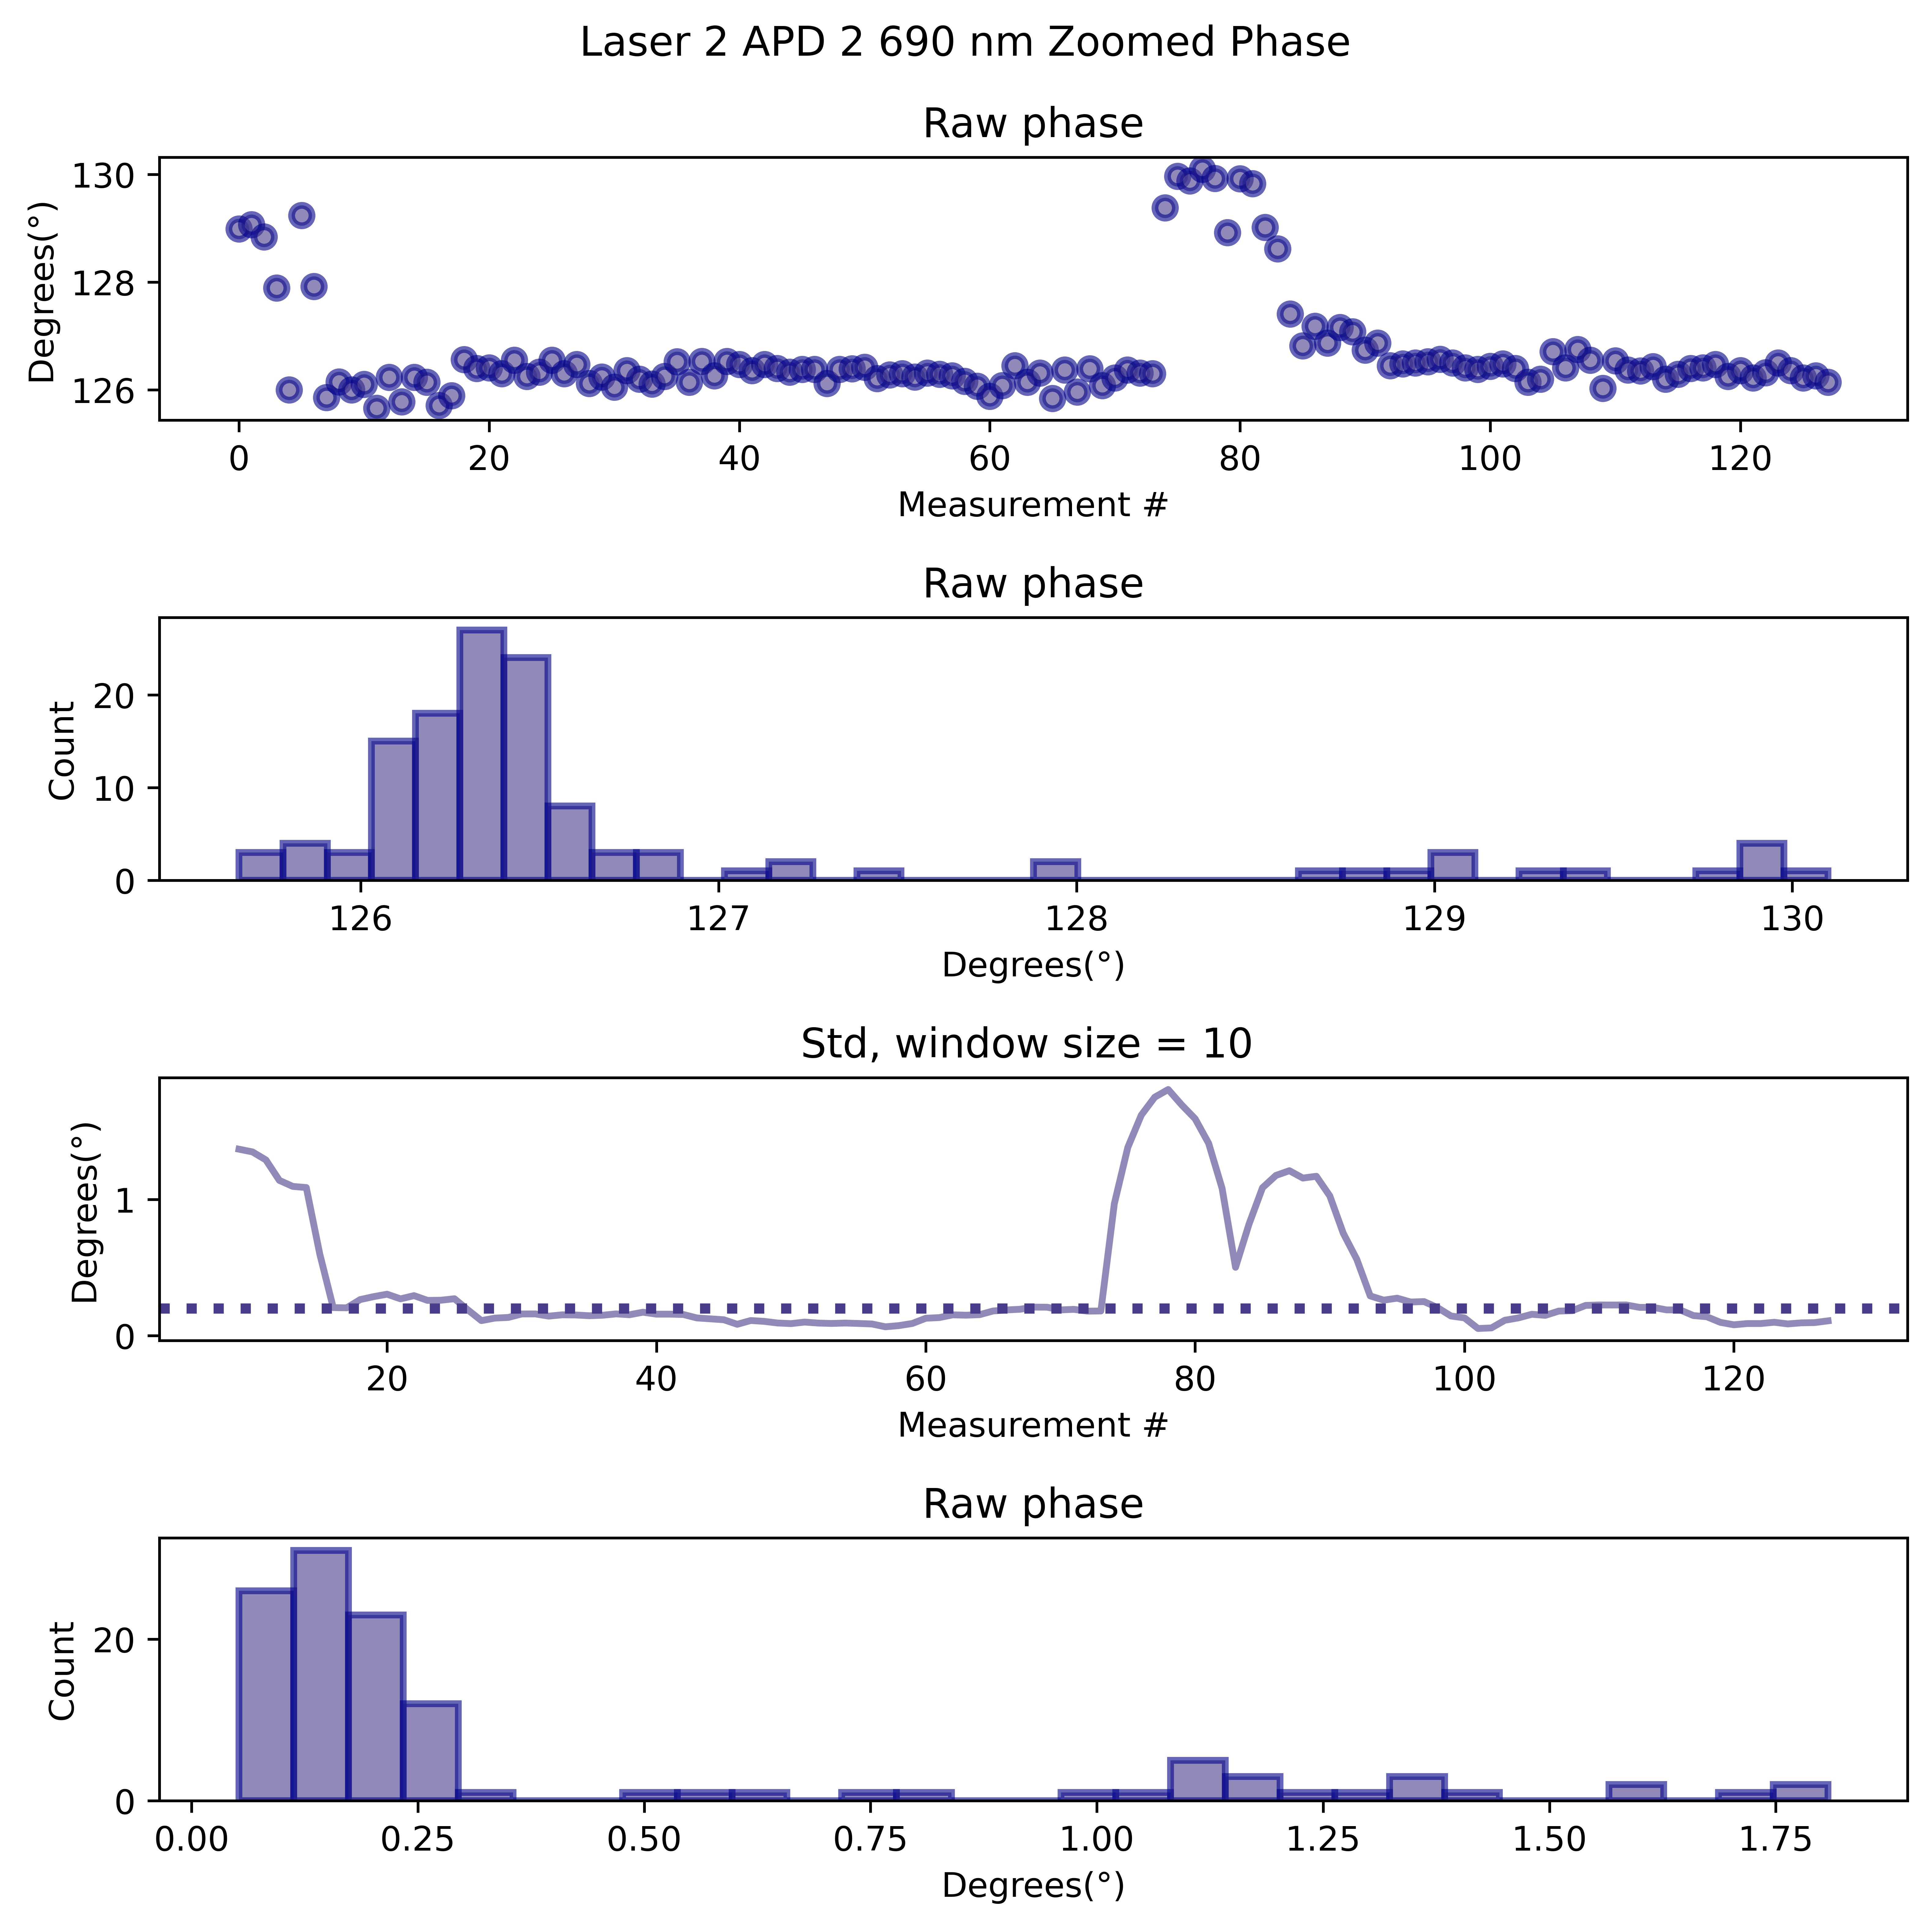 Laser 2 APD 2 690 nm Zoomed Phase
Raw phase
Degrees(°)
130
128
126
0 20 40 60 80 100 120
Measurement #
Raw phase
Count
20
10
0
126 127 128 129 130
Degrees(°)
Std, window size = 10
Degrees(°)
1
0
20 40 60 80 100 120
Measurement #
Raw phase
Count
20
0
0.00 0.25 0.50 0.75 1.00 1.25 1.50 1.75
Degrees(°)